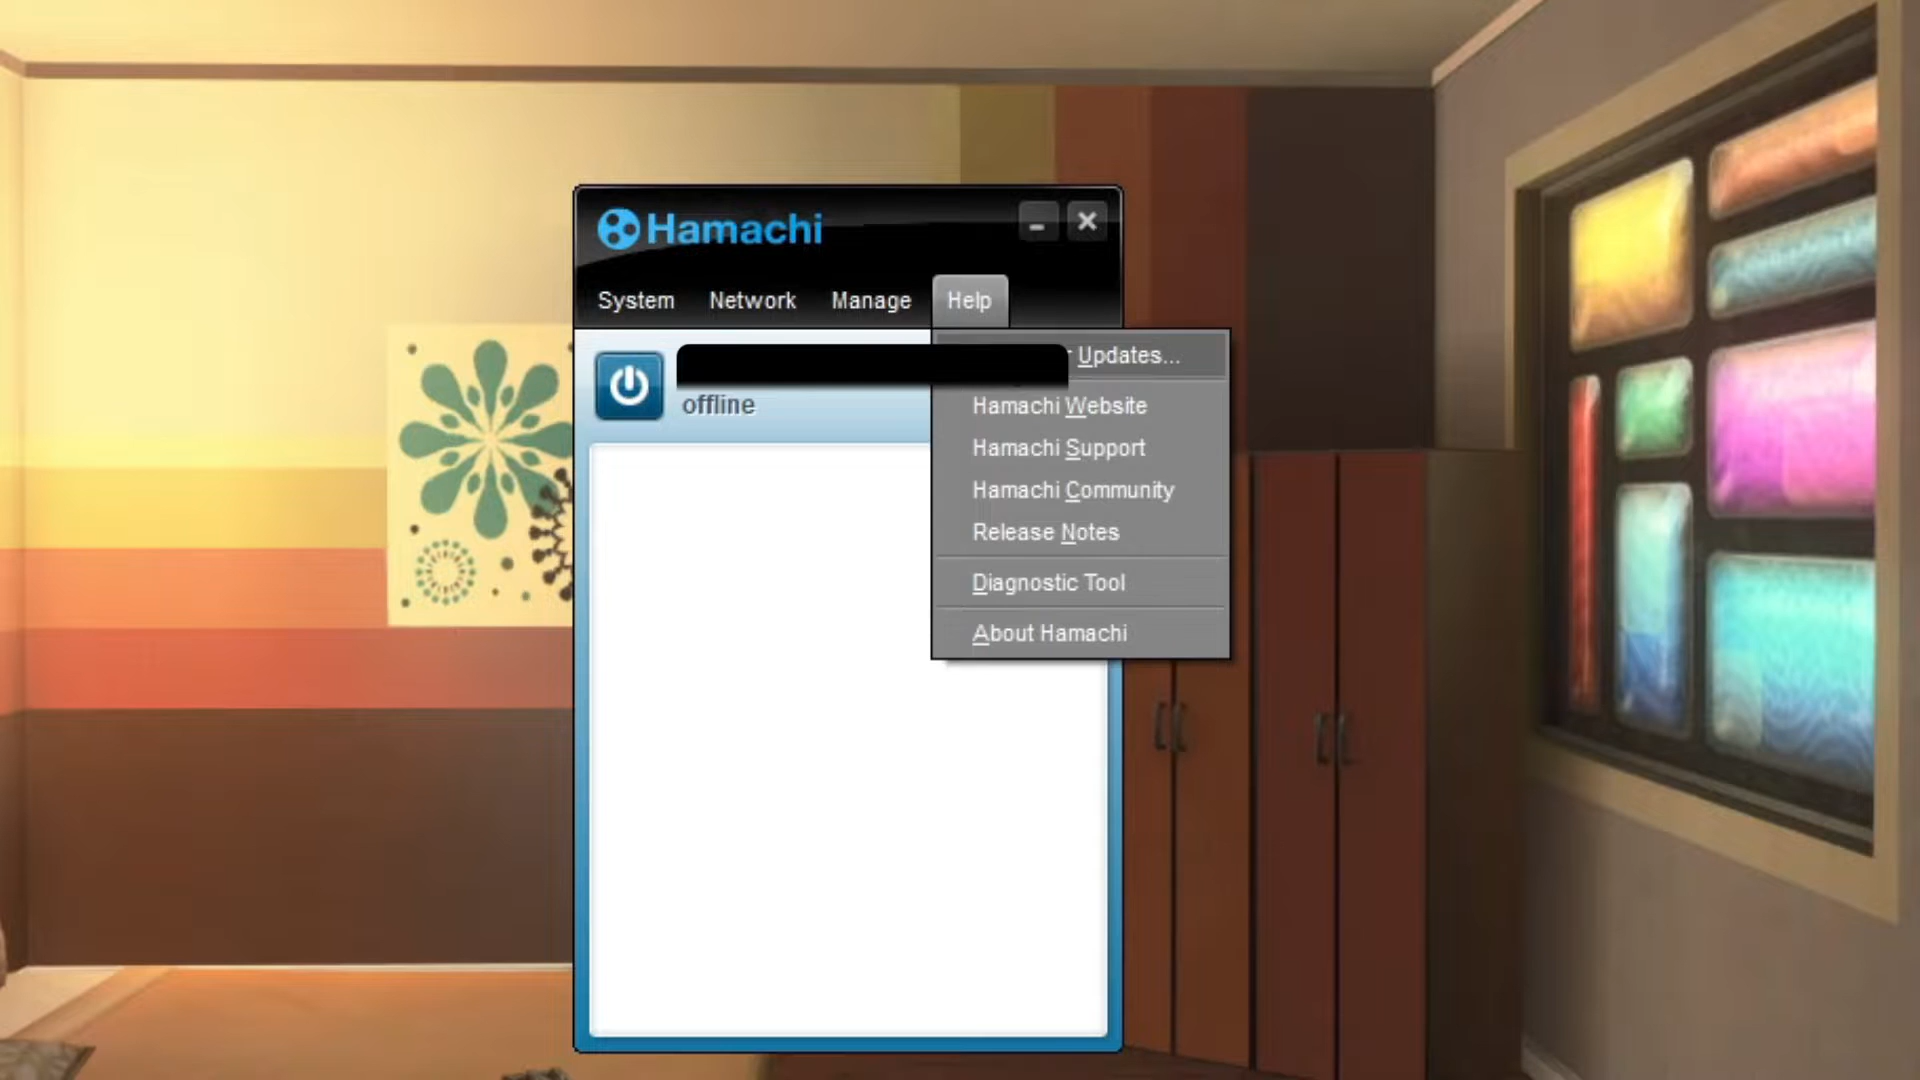 Hamachi
System Network Manage Help
Updates...
offline
Hamachi Website
Hamachi Support
Hamachi Community
Release Notes
Diagnostic Tool
About Hamachi